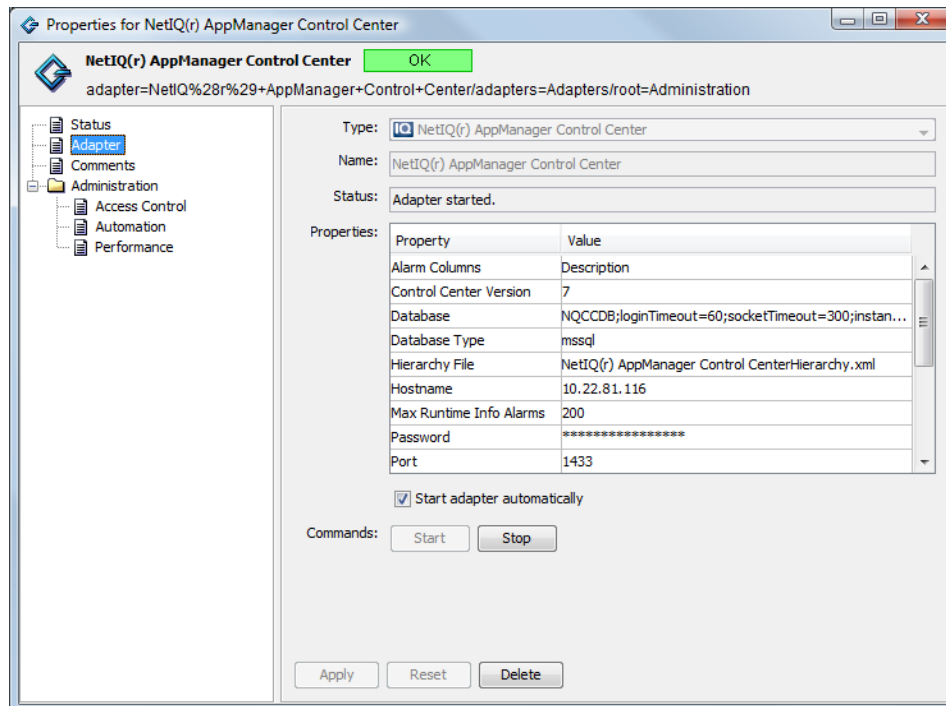 Properties for NetIQ(r) AppManager Control Center
NetIQ(r) AppManager Control Center OK
adapter=NetIQ%28r%29+AppManager+Control+Center/adapters=Adapters/root=Administration
Status
Adapter
Comments
Administration
Access Control
Automation
Performance
Type: IQ NetIQ(r) AppManager Control Center
Name: NetIQ(r) AppManager Control Center
Status: Adapter started.
Properties:
Property Value
Alarm Columns Description
Control Center Version 7
Database NQCCDB;loginTimeout=60;socketTimeout=300;instan...
Database Type mssql
Hierarchy File NetIQ(r) AppManager Control CenterHierarchy.xml
Hostname 10.22.81.116
Max Runtime Info Alarms 200
Password ****************
Port 1433
Start adapter automatically
Commands: Start Stop
Apply Reset Delete